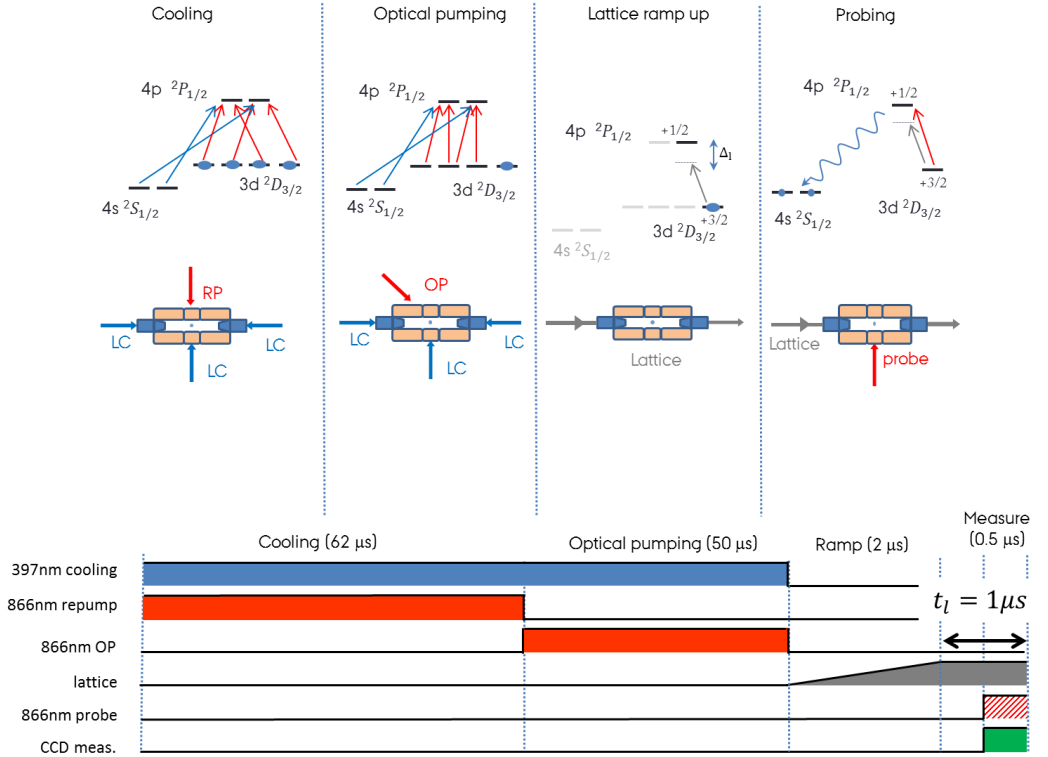 Cooling
Optical pumping
Lattice ramp up
Probing
4p ²P₁/₂
3d ²D₃/₂
4s ²S₁/₂
4p ²P₁/₂
3d ²D₃/₂
4s ²S₁/₂
4p ²P₁/₂
+1/2
Δₗ
+3/2
3d ²D₃/₂
4s ²S₁/₂
4p ²P₁/₂
+1/2
+3/2
4s ²S₁/₂
3d ²D₃/₂
RP
LC
LC
LC
OP
LC
LC
LC
Lattice
Lattice
probe
Cooling (62 µs)
Optical pumping (50 µs)
Ramp (2 µs)
Measure
(0.5 µs)
397nm cooling
866nm repump
tₗ = 1µs
866nm OP
lattice
866nm probe
CCD meas.